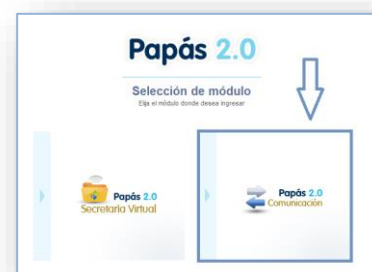 Papás 2.0
Selección de módulo
Elija el módulo donde desea ingresar
Papás 2.0
Secretaría Virtual
Papás 2.0
Comunicación